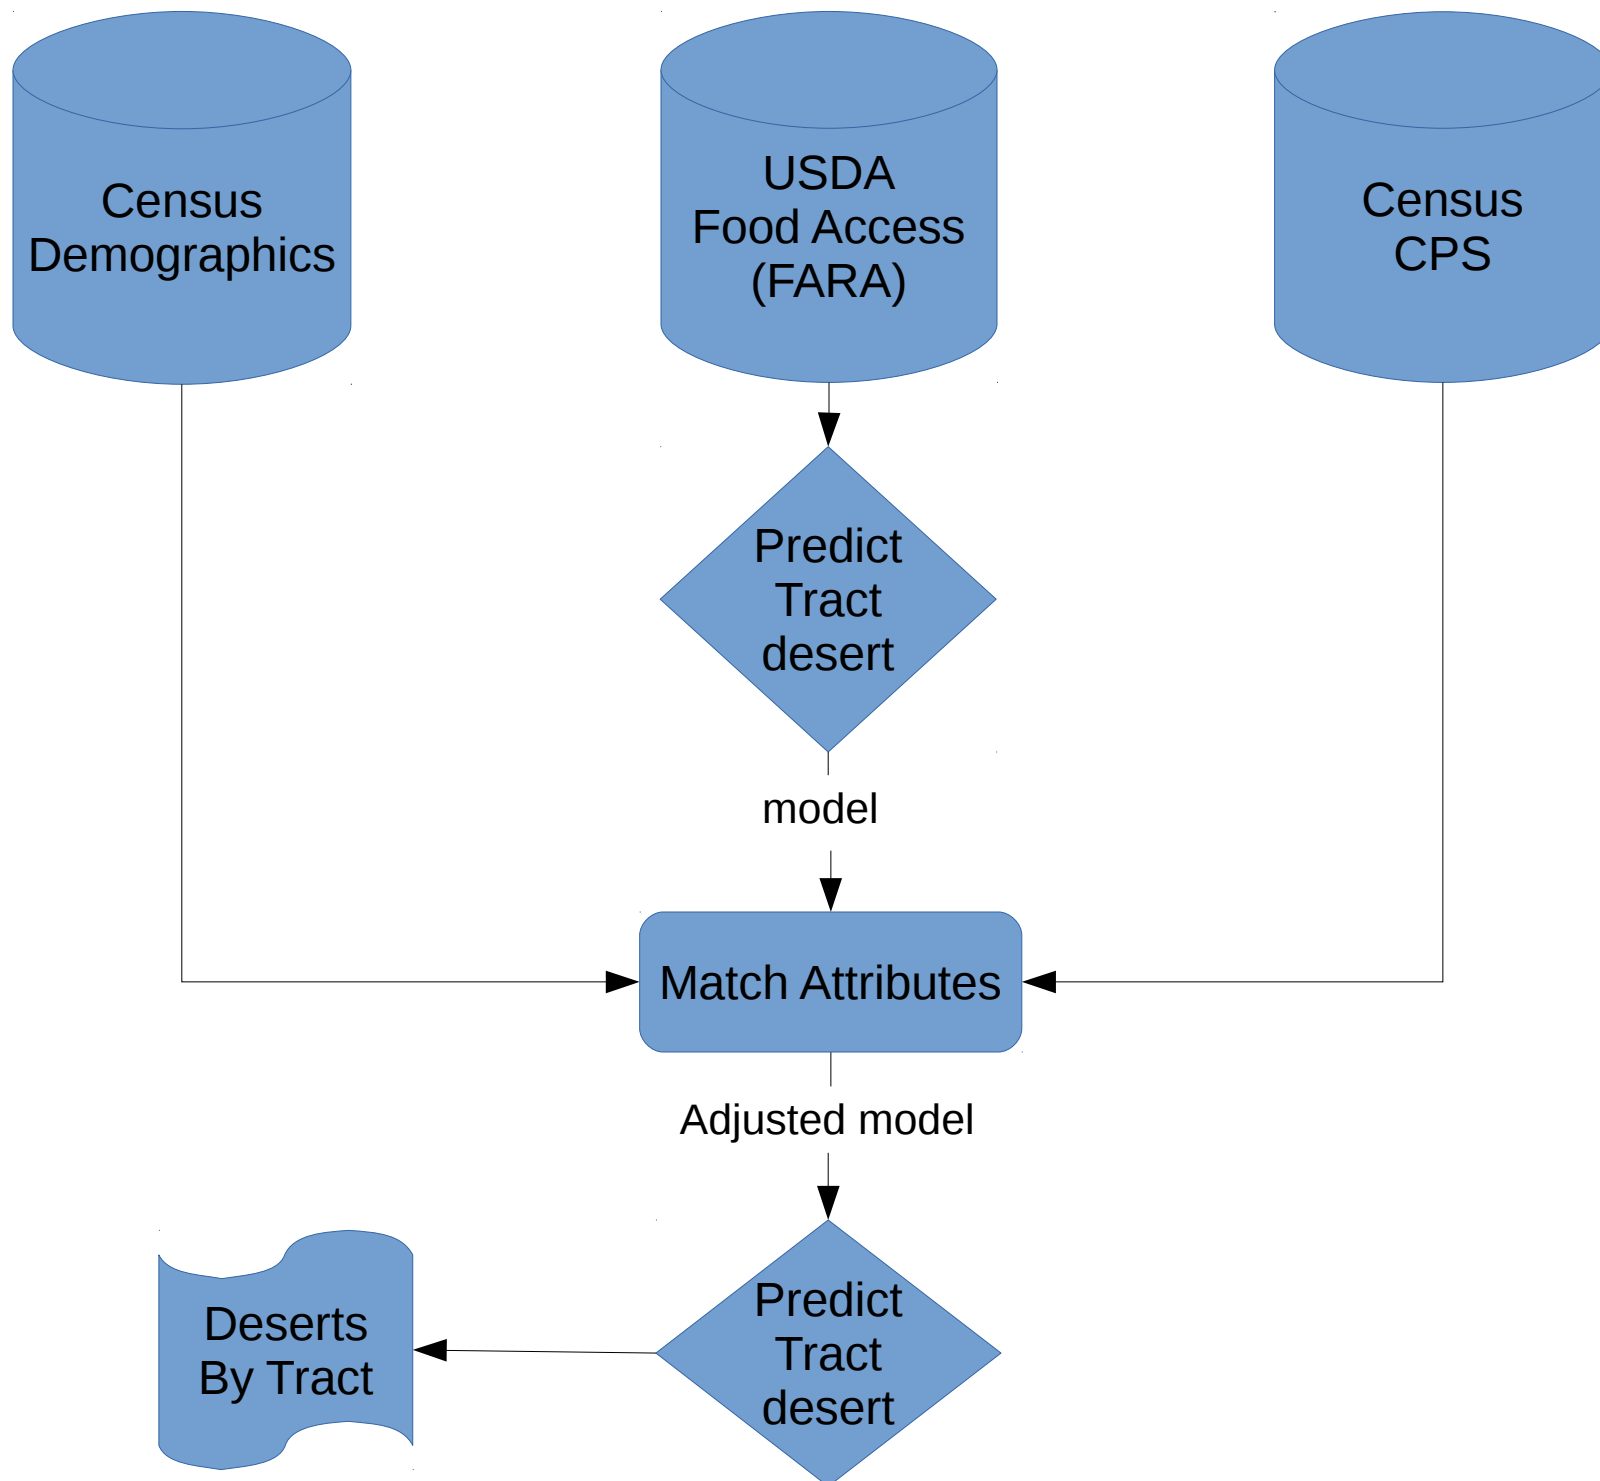 Census
Demographics
USDA
Food Access
(FARA)
Census
CPS
Predict
Tract
desert
model
Match Attributes
Adjusted model
Predict
Tract
desert
Deserts
By Tract